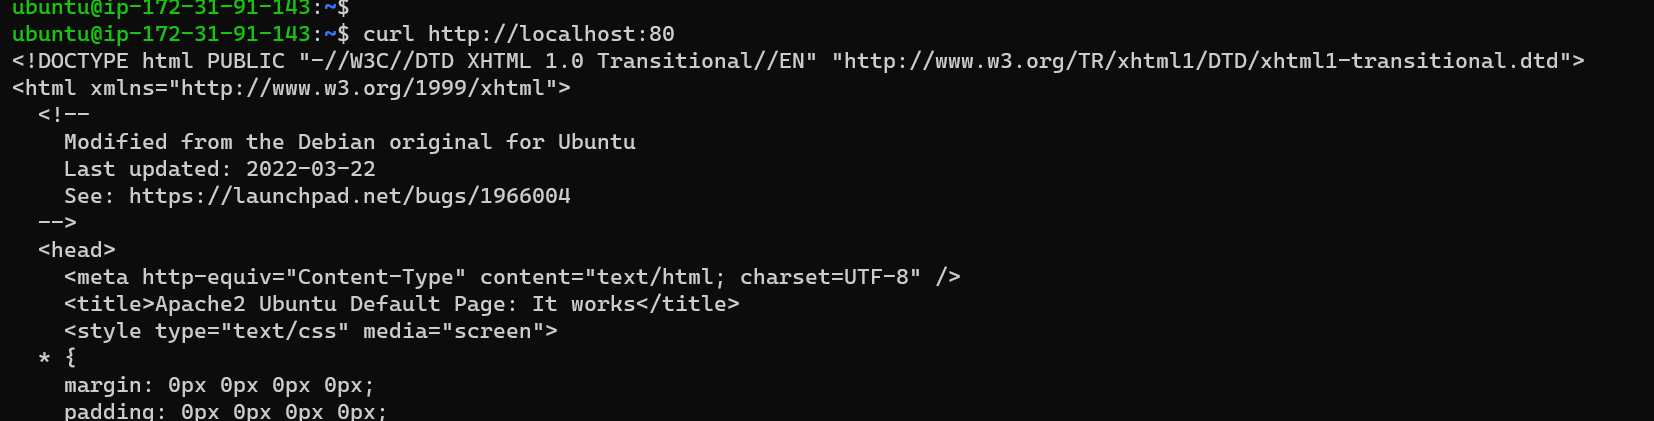 ubuntu@ip-172-31-91-143:~$
ubuntu@ip-172-31-91-143:~$ curl http://localhost:80
<!DOCTYPE html PUBLIC "-//W3C//DTD XHTML 1.0 Transitional//EN" "http://www.w3.org/TR/xhtml1/DTD/xhtml1-transitional.dtd">
<html xmlns="http://www.w3.org/1999/xhtml">
  <!--
    Modified from the Debian original for Ubuntu
    Last updated: 2022-03-22
    See: https://launchpad.net/bugs/1966004
  -->
  <head>
    <meta http-equiv="Content-Type" content="text/html; charset=UTF-8" />
    <title>Apache2 Ubuntu Default Page: It works</title>
    <style type="text/css" media="screen">
  * {
    margin: 0px 0px 0px 0px;
    padding: 0px 0px 0px 0px;